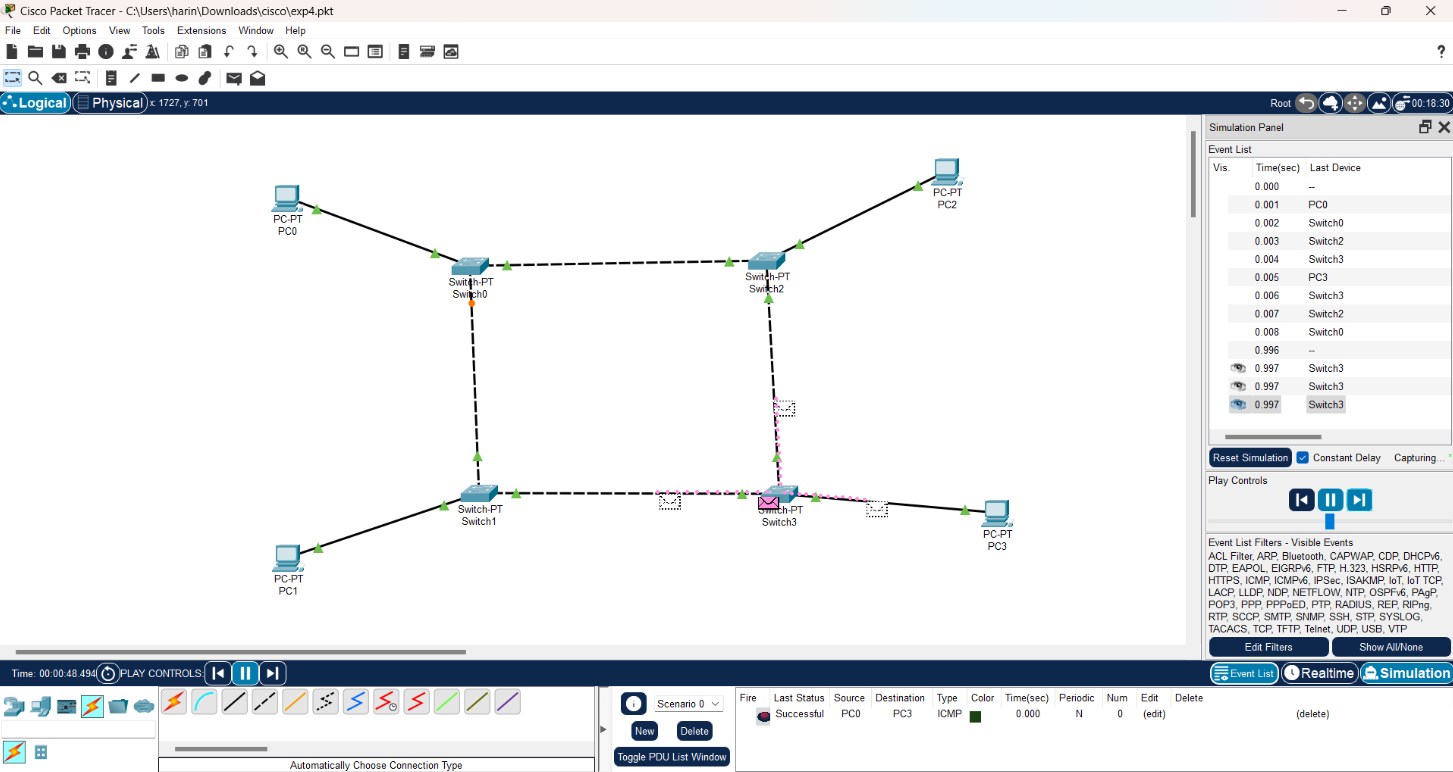 Cisco Packet Tracer - C:\Users\harin\Downloads\cisco\exp4.pkt
File Edit Options View Tools Extensions Window Help
?
Logical Physical x: 1727, y: 701
Root 00:18:30
PC-PT
PC0
PC-PT
PC2
Switch-PT
Switch0
Switch-PT
Switch2
Switch-PT
Switch1
Switch-PT
Switch3
PC-PT
PC3
PC-PT
PC1
Simulation Panel
Event List
Vis. Time(sec) Last Device
0.000 --
0.001 PC0
0.002 Switch0
0.003 Switch2
0.004 Switch3
0.005 PC3
0.006 Switch3
0.007 Switch2
0.008 Switch0
0.996 --
0.997 Switch3
0.997 Switch3
0.997 Switch3
Reset Simulation Constant Delay Capturing...
Play Controls
Event List Filters - Visible Events
ACL Filter, ARP, Bluetooth, CAPWAP, CDP, DHCPv6,
DTP, EAPOL, EIGRPv6, FTP, H.323, HSRPv6, HTTP,
HTTPS, ICMP, ICMPv6, IPSec, ISAKMP, IoT, IoT TCP,
LACP, LLDP, NDP, NETFLOW, NTP, OSPFv6, PAgP,
POP3, PPP, PPPoED, PTP, RADIUS, REP, RIPng,
RTP, SCCP, SMTP, SNMP, SSH, STP, SYSLOG,
TACACS, TCP, TFTP, Telnet, UDP, USB, VTP
Edit Filters Show All/None
Time: 00:00:48.494 PLAY CONTROLS:
Event List Realtime Simulation
Automatically Choose Connection Type
Scenario 0
New Delete
Toggle PDU List Window
Fire Last Status Source Destination Type Color Time(sec) Periodic Num Edit Delete
Successful PC0 PC3 ICMP 0.000 N 0 (edit) (delete)